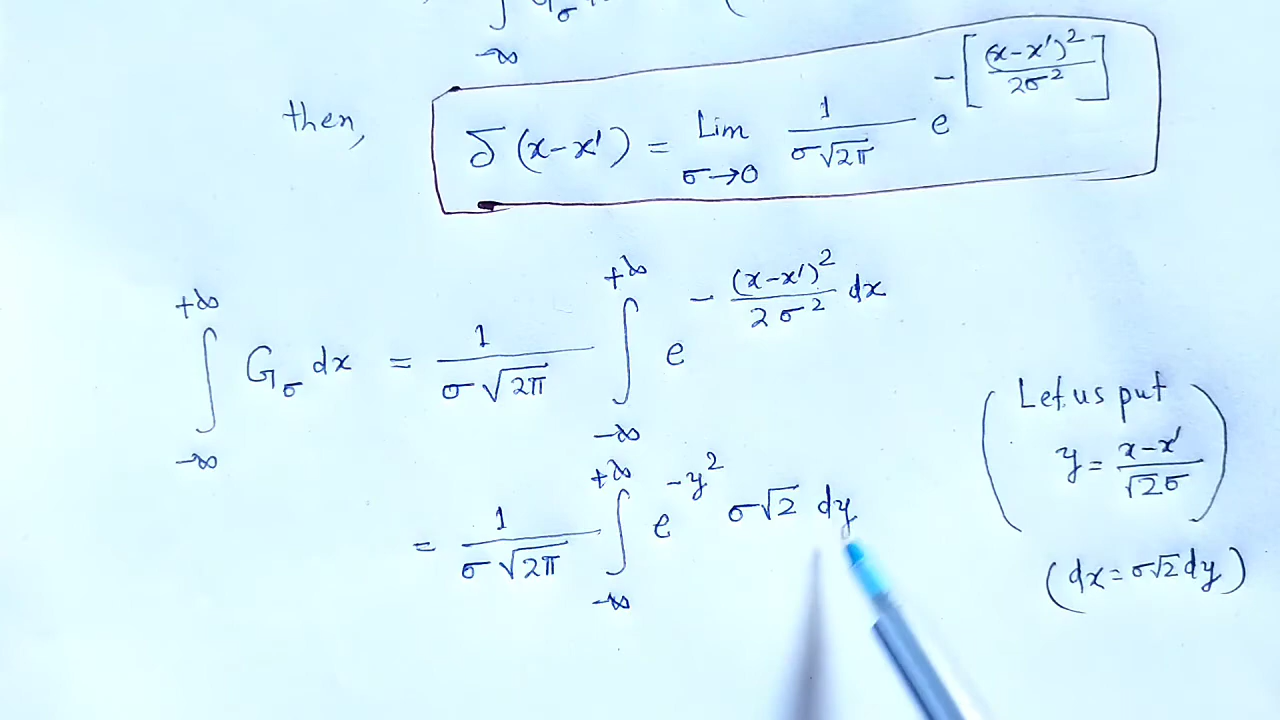 ∫ -∞
then, δ(x-x') = Lim σ→0 1/(σ√2π) e^-[(x-x')²/2σ²]
∫_{-∞}^{+∞} G_σ dx = 1/(σ√2π) ∫_{-∞}^{+∞} e^{-(x-x')²/2σ²} dx
(Let us put
y = (x-x')/√2σ)
= 1/(σ√2π) ∫_{-∞}^{+∞} e^{-y²} σ√2 dy
(dx = σ√2 dy)